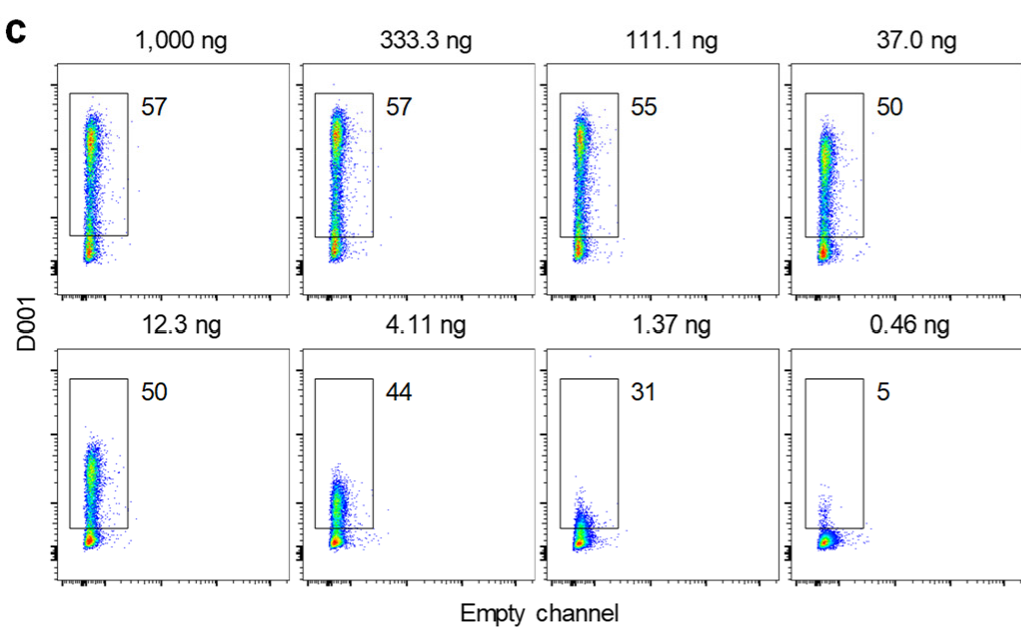 c
1,000 ng 333.3 ng 111.1 ng 37.0 ng
57 57 55 50
D001
12.3 ng 4.11 ng 1.37 ng 0.46 ng
50 44 31 5
Empty channel